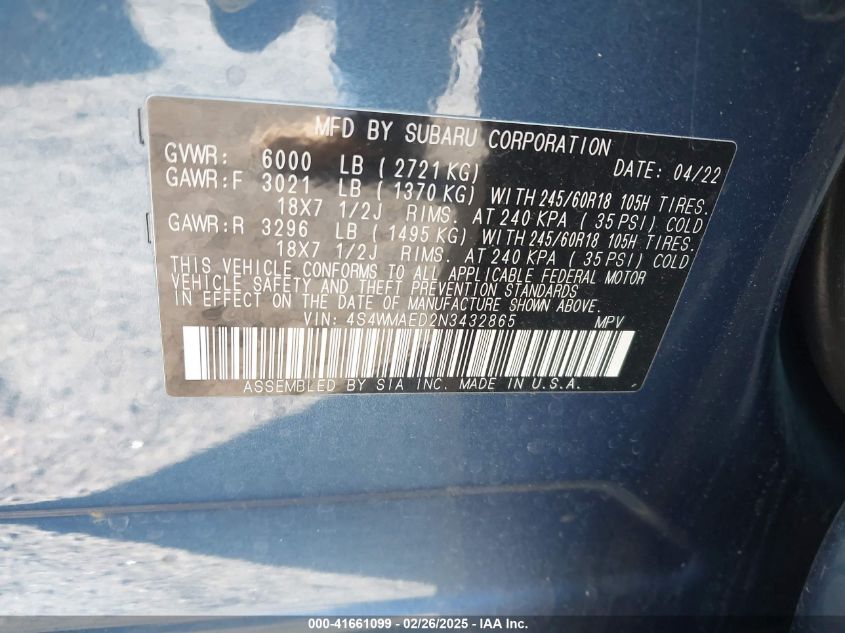 MFD BY SUBARU CORPORATION
GVWR: 6000 LB ( 2721 KG) DATE: 04/22
GAWR:F 3021 LB ( 1370 KG) WITH 245/60R18 105H TIRES.
18X7 1/2J RIMS. AT 240 KPA ( 35 PSI) COLD
GAWR:R 3296 LB ( 1495 KG) WITH 245/60R18 105H TIRES.
18X7 1/2J RIMS. AT 240 KPA ( 35 PSI) COLD
THIS VEHICLE CONFORMS TO ALL APPLICABLE FEDERAL MOTOR
VEHICLE SAFETY AND THEFT PREVENTION STANDARDS
IN EFFECT ON THE DATE OF MANUFACTURE SHOWN ABOVE.
VIN: 4S4WMAED2N3432865 MPV
ASSEMBLED BY SIA INC. MADE IN U.S.A.
000-41661099 - 02/26/2025 - IAA Inc.